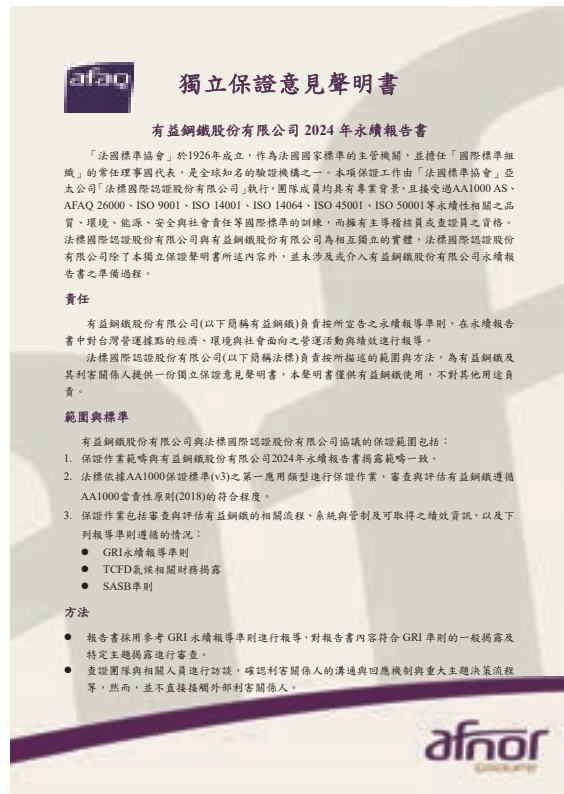 afaq
獨立保證意見聲明書
有益鋼鐵股份有限公司 2024 年永續報告書
「法國標準協會」於1926年成立，作為法國國家標準的主管機關，並擔任「國際標準組
織」的常任理事國代表，是全球知名的驗證機構之一。本項保證工作由「法國標準協會」亞
太公司「法標國際認證股份有限公司」執行，團隊成員均具有專業背景，且接受過AA1000 AS、
AFAQ 26000、ISO 9001、ISO 14001、ISO 14064、ISO 45001、ISO 50001等永續性相關之品
質、環境、能源、安全與社會責任等國際標準的訓練，而擁有主導稽核員或查證員之資格。
法標國際認證股份有限公司與有益鋼鐵股份有限公司為相互獨立的實體，法標國際認證股份
有限公司除了本獨立保證聲明書所述內容外，並未涉及或介入有益鋼鐵股份有限公司永續報
告書之準備過程。
責任
有益鋼鐵股份有限公司(以下簡稱有益鋼鐵)負責按所宣告之永續報導準則，在永續報告
書中對台灣營運據點的經濟、環境與社會面向之營運活動與績效進行報導。
法標國際認證股份有限公司(以下簡稱法標)負責按所描述的範圍與方法，為有益鋼鐵及
其利害關係人提供一份獨立保證意見聲明書，本聲明書僅供有益鋼鐵使用，不對其他用途負
責。
範圍與標準
有益鋼鐵股份有限公司與法標國際認證股份有限公司協議的保證範圍包括：
1. 保證作業範疇與有益鋼鐵股份有限公司2024年永續報告書揭露範疇一致。
2. 法標依據AA1000保證標準(v3)之第一應用類型進行保證作業，審查與評估有益鋼鐵遵循
AA1000當責性原則(2018)的符合程度。
3. 保證作業包括審查與評估有益鋼鐵的相關流程、系統與管制及可取得之績效資訊，以及下
列報導準則遵循的情況：
● GRI永續報導準則
● TCFD氣候相關財務揭露
● SASB準則
方法
● 報告書採用參考 GRI 永續報導準則進行報導，對報告書內容符合 GRI 準則的一般揭露及
特定主題揭露進行審查。
● 查證團隊與相關人員進行訪談，確認利害關係人的溝通與回應機制與重大主題決策流程
等，然而，並不直接接觸外部利害關係人。
afnor
GROUPE